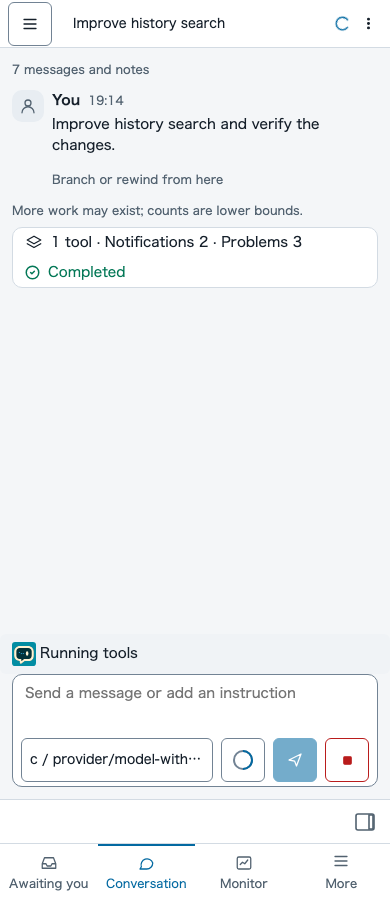 Improve history search
7 messages and notes
You 19:14
Improve history search and verify the
changes.
Branch or rewind from here
More work may exist; counts are lower bounds.
1 tool · Notifications 2 · Problems 3
Completed
Running tools
Send a message or add an instruction
c / provider/model-with···
Awaiting you
Conversation
Monitor
More